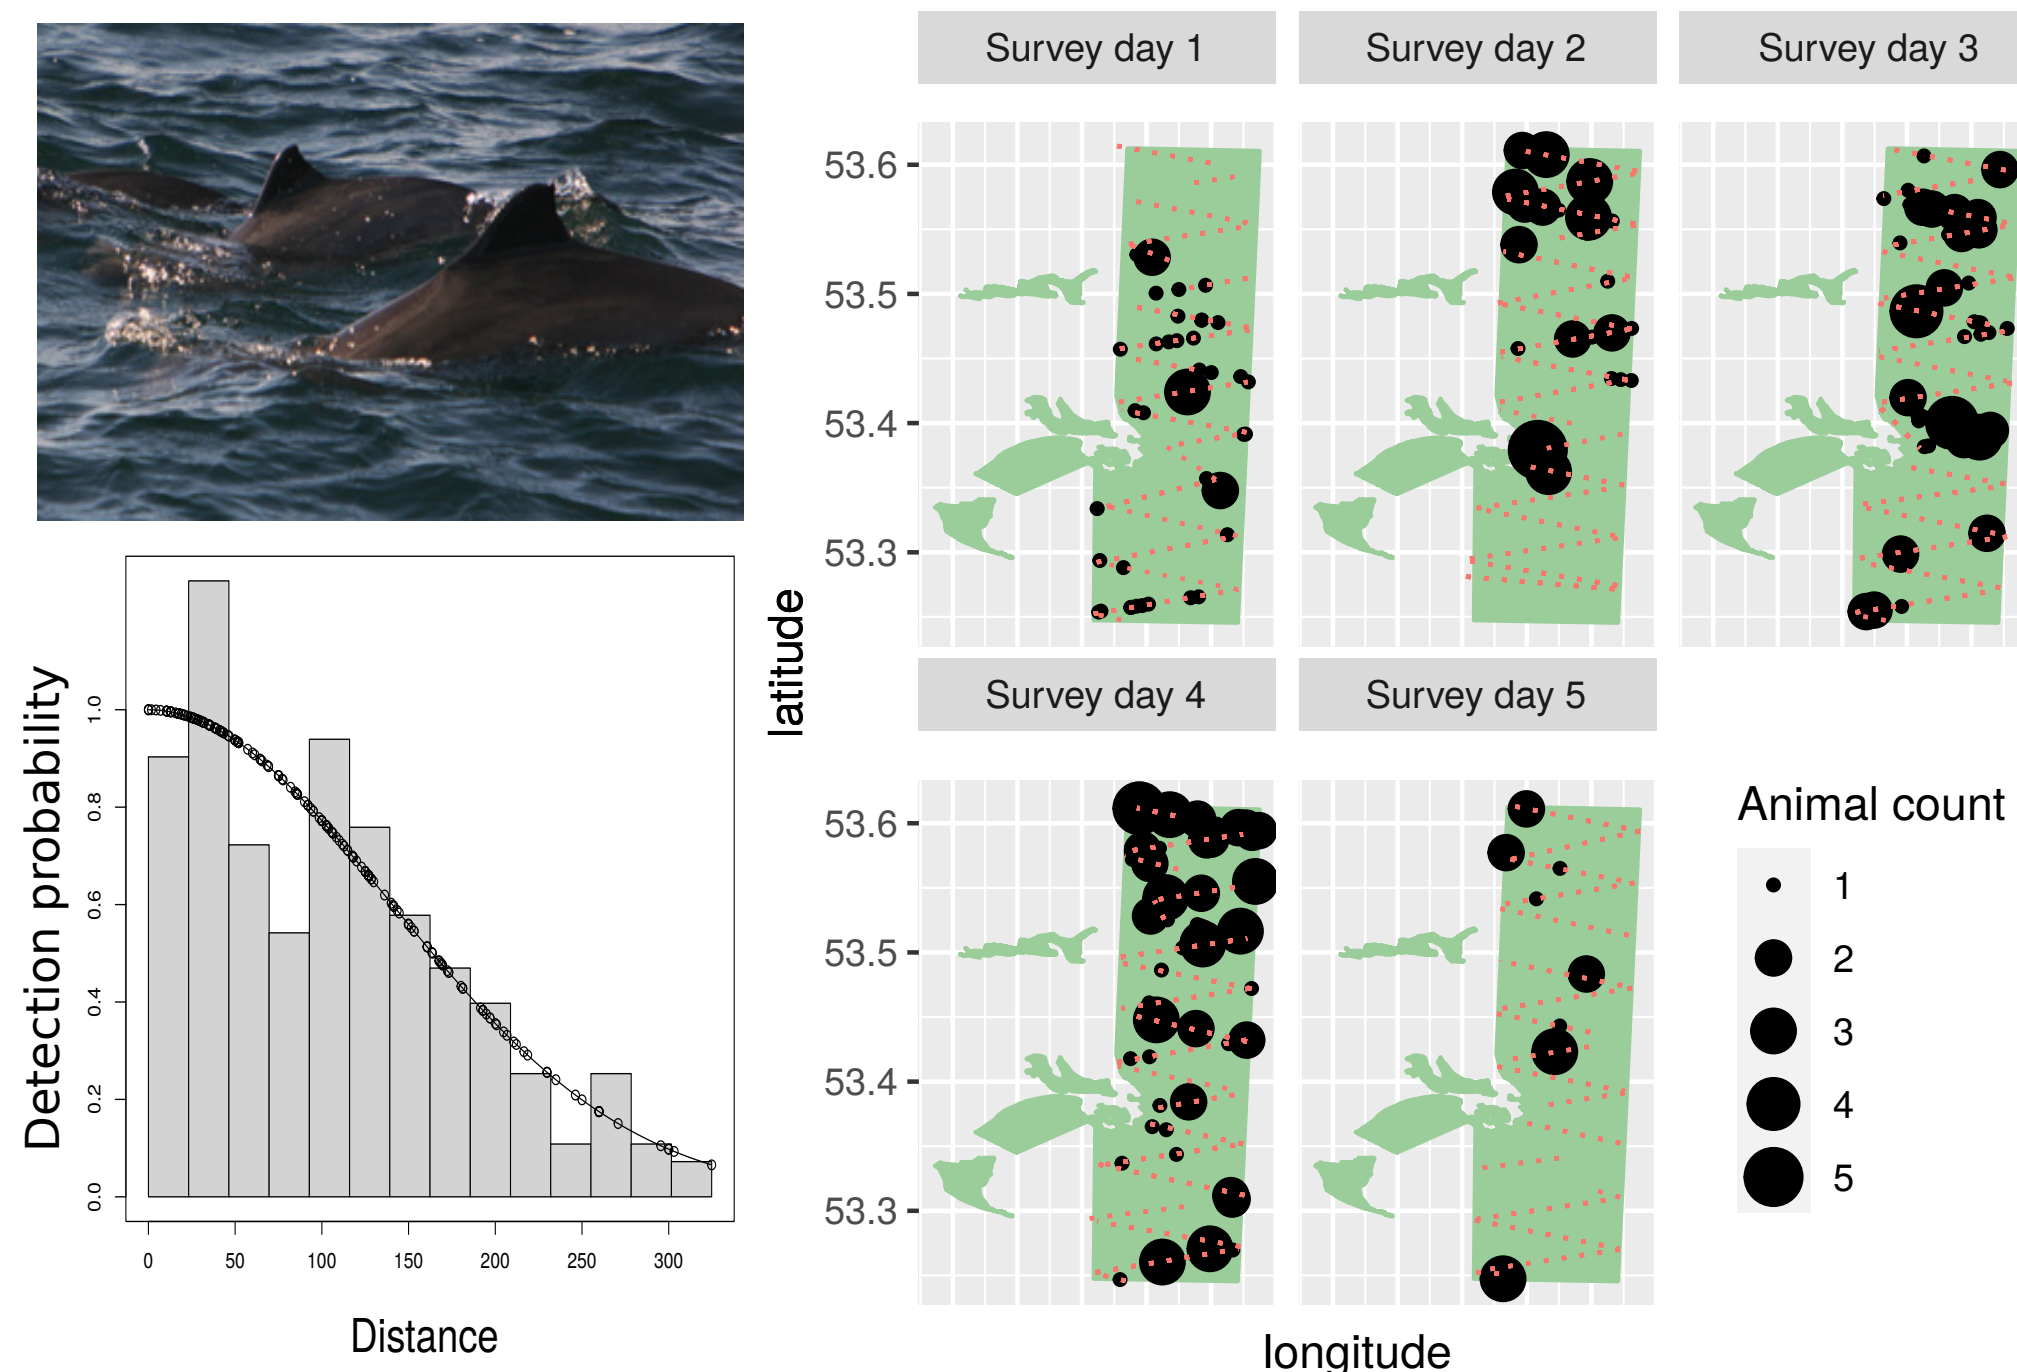 Survey day 1
Survey day 2
Survey day 3
53.6
53.5
53.4
53.3
Survey day 4
Survey day 5
53.6
53.5
53.4
53.3
latitude
longitude
Animal count
1
2
3
4
5
Detection probability
1.0
0.8
0.6
0.4
0.2
0.0
0 50 100 150 200 250 300
Distance